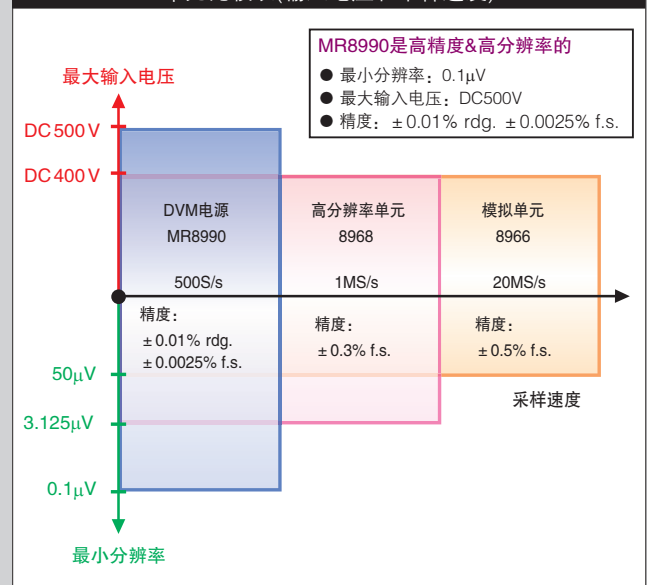 MR8990是高精度&高分辨率的
● 最小分辨率：0.1μV
● 最大输入电压：DC500V
● 精度：±0.01% rdg. ±0.0025% f.s.
最大输入电压
DC500V
DC400V
DVM电源
MR8990
500S/s
高分辨率单元
8968
1MS/s
模拟单元
8966
20MS/s
精度：
±0.01% rdg.
±0.0025% f.s.
精度：
±0.3% f.s.
精度：
±0.5% f.s.
50μV
采样速度
3.125μV
0.1μV
最小分辨率